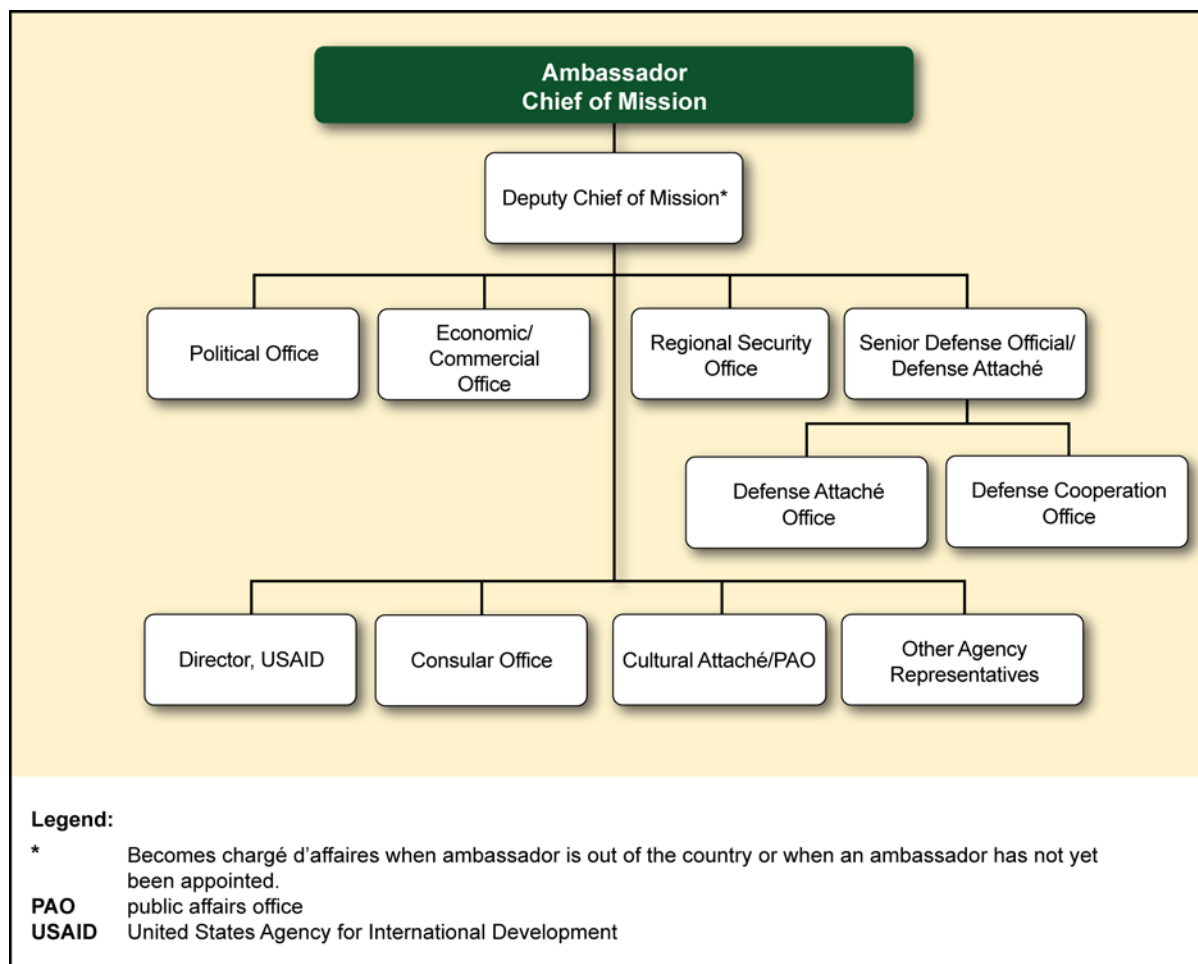 Ambassador
Chief of Mission
Deputy Chief of Mission*
Political Office
Economic/
Commercial
Office
Regional Security
Office
Senior Defense Official/
Defense Attaché
Defense Attaché
Office
Defense Cooperation
Office
Director, USAID
Consular Office
Cultural Attaché/PAO
Other Agency
Representatives
Legend:
* Becomes chargé d’affaires when ambassador is out of the country or when an ambassador has not yet
been appointed.
PAO public affairs office
USAID United States Agency for International Development